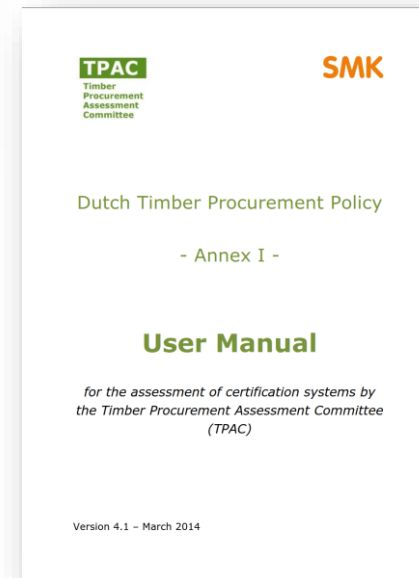 TPAC
Timber
Procurement
Assessment
Committee
SMK
Dutch Timber Procurement Policy
- Annex I -
User Manual
for the assessment of certification systems by
the Timber Procurement Assessment Committee
(TPAC)
Version 4.1 – March 2014